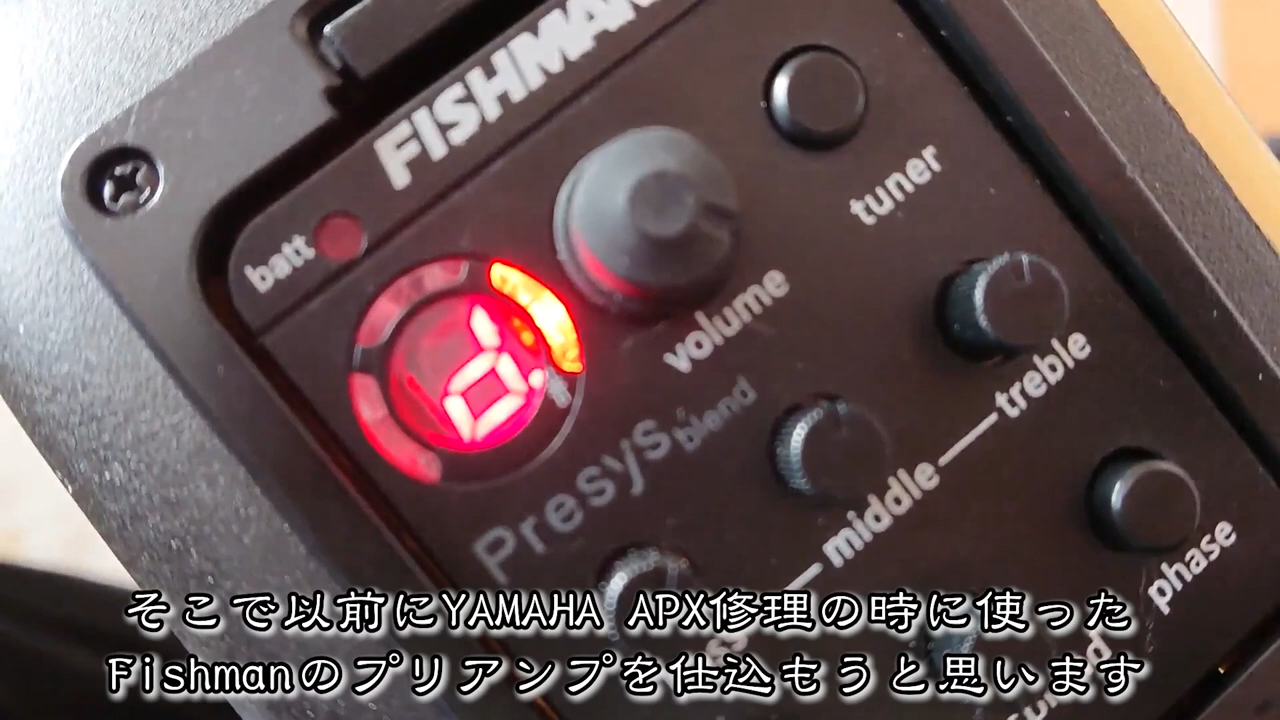 FISHMAN
tuner
batt
volume
d.
treble
Presys blend
middle
phase
そこで以前にYAMAHA APX修理の時に使った
Fishmanのプリアンプを仕込もうと思います